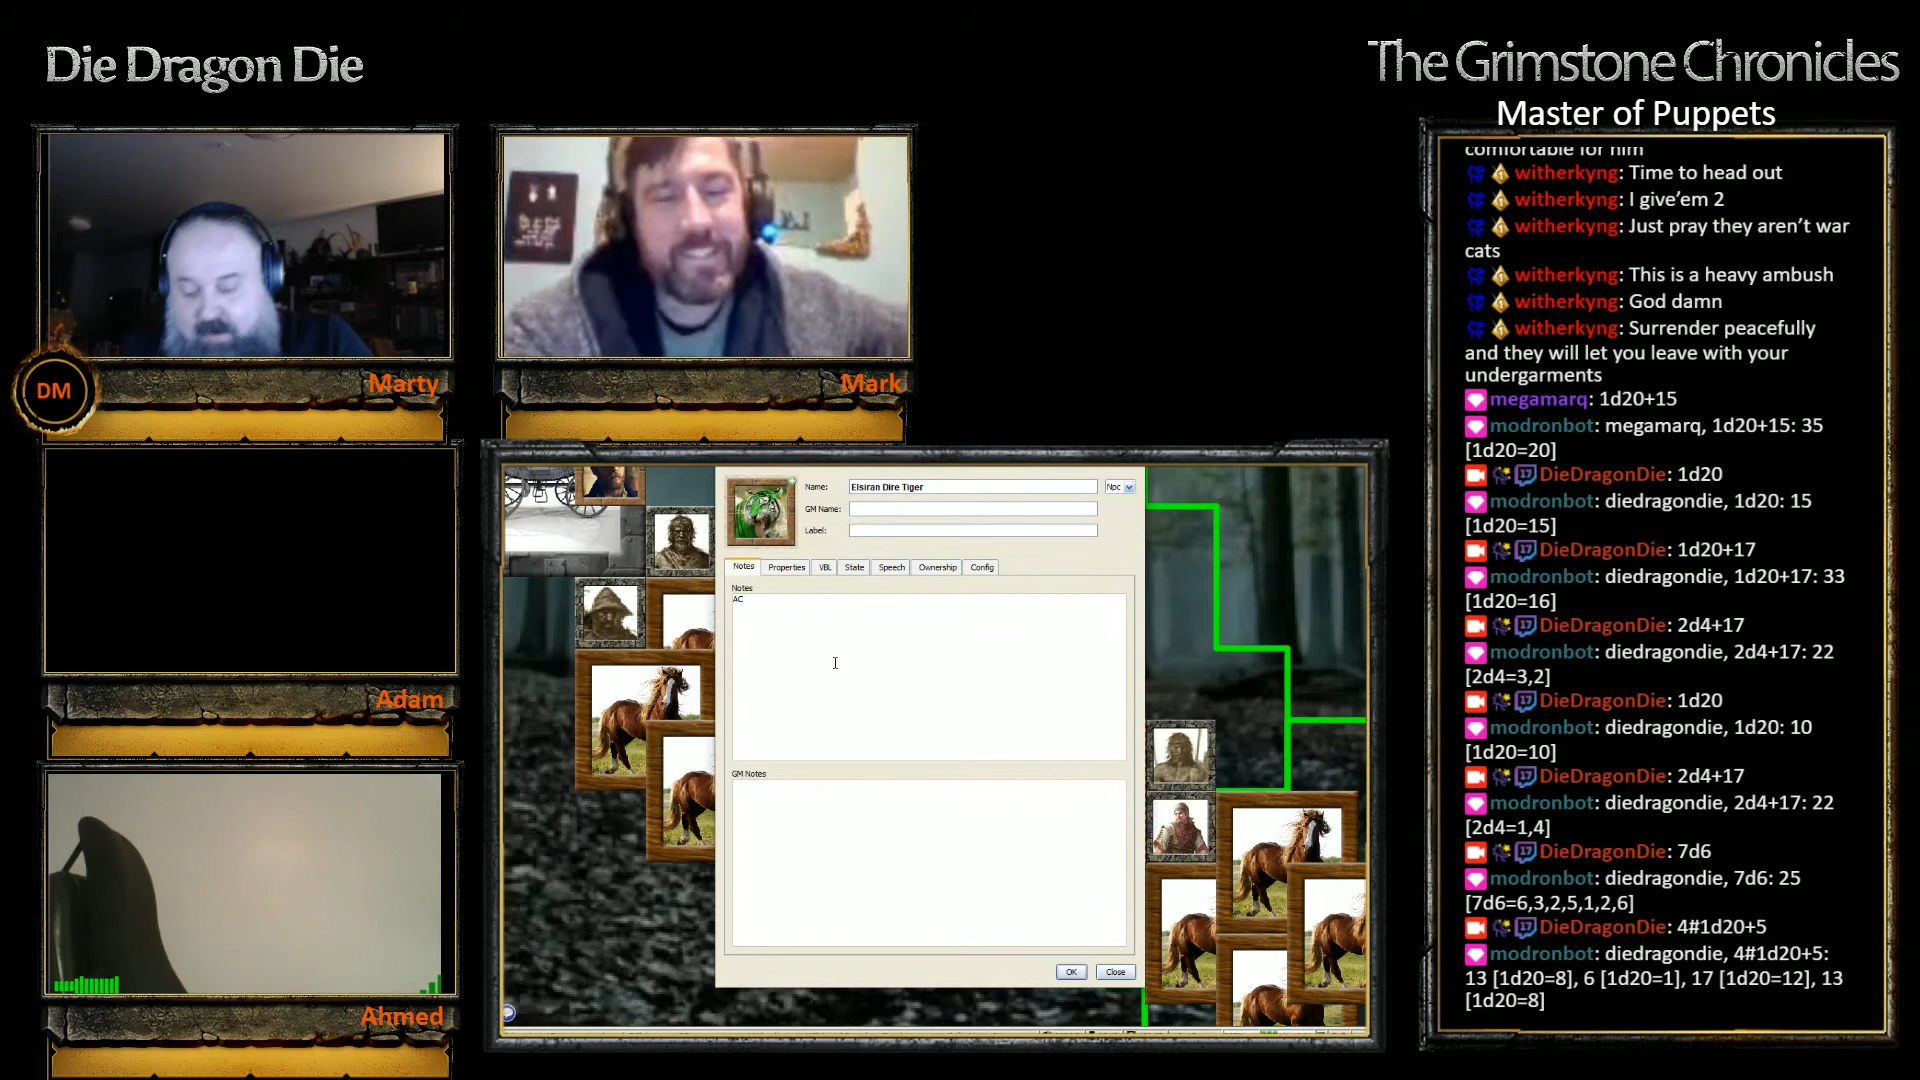 Die Dragon Die
The Grimstone Chronicles
Master of Puppets
Marty
DM
Mark
Adam
Ahmed
Name:
Elsiran Dire Tiger
Npc
GM Name:
Label:
Notes
Properties
VBL
State
Speech
Ownership
Config
Notes
AC
GM Notes
OK
Close
comfortable for him
witherkyng: Time to head out
witherkyng: I give’em 2
witherkyng: Just pray they aren’t war
cats
witherkyng: This is a heavy ambush
witherkyng: God damn
witherkyng: Surrender peacefully
and they will let you leave with your
undergarments
megamarq: 1d20+15
modronbot: megamarq, 1d20+15: 35
[1d20=20]
DieDragonDie: 1d20
modronbot: diedragondie, 1d20: 15
[1d20=15]
DieDragonDie: 1d20+17
modronbot: diedragondie, 1d20+17: 33
[1d20=16]
DieDragonDie: 2d4+17
modronbot: diedragondie, 2d4+17: 22
[2d4=3,2]
DieDragonDie: 1d20
modronbot: diedragondie, 1d20: 10
[1d20=10]
DieDragonDie: 2d4+17
modronbot: diedragondie, 2d4+17: 22
[2d4=1,4]
DieDragonDie: 7d6
modronbot: diedragondie, 7d6: 25
[7d6=6,3,2,5,1,2,6]
DieDragonDie: 4#1d20+5
modronbot: diedragondie, 4#1d20+5:
13 [1d20=8], 6 [1d20=1], 17 [1d20=12], 13
[1d20=8]